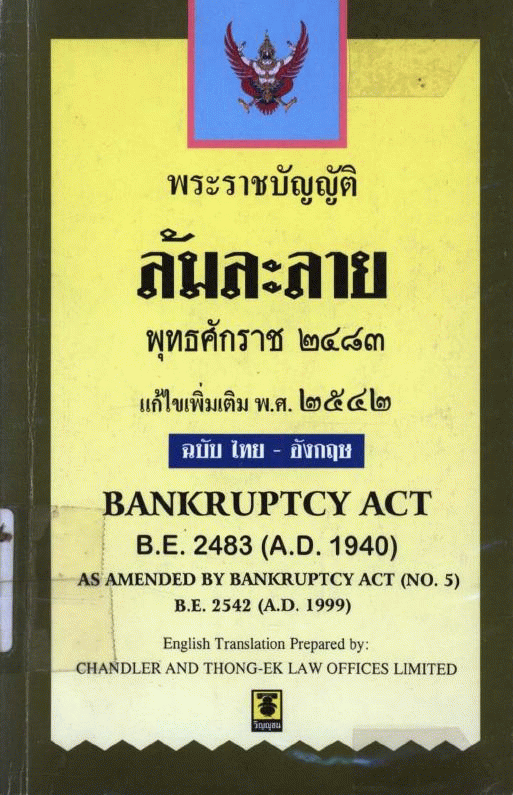 พระราชบัญญัติ
ล้มละลาย
พุทธศักราช ๒๔๘๓
แก้ไขเพิ่มเติม พ.ศ. ๒๕๔๒
ฉบับ ไทย - อังกฤษ
BANKRUPTCY ACT
B.E. 2483 (A.D. 1940)
AS AMENDED BY BANKRUPTCY ACT (NO. 5)
B.E. 2542 (A.D. 1999)
English Translation Prepared by:
CHANDLER AND THONG-EK LAW OFFICES LIMITED
วิญญูชน